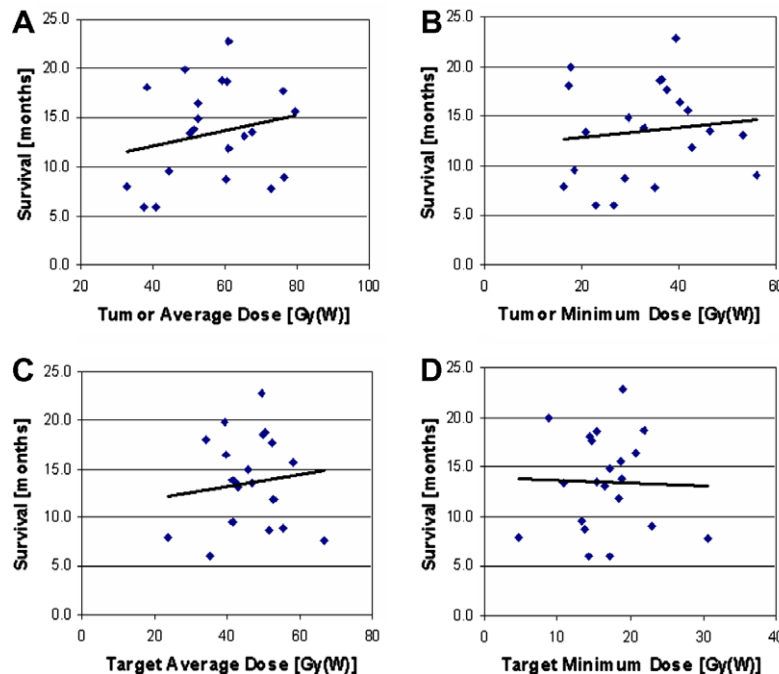 A
Survival [months]
25.0
20.0
15.0
10.0
5.0
0.0
20 40 60 80 100
Tumor Average Dose [Gy(W)]
B
Survival [months]
25.0
20.0
15.0
10.0
5.0
0.0
0 20 40 60
Tumor Minimum Dose [Gy(W)]
C
Survival [months]
25.0
20.0
15.0
10.0
5.0
0.0
0 20 40 60 80
Target Average Dose [Gy(W)]
D
Survival [months]
25.0
20.0
15.0
10.0
5.0
0.0
0 10 20 30 40
Target Minimum Dose [Gy(W)]